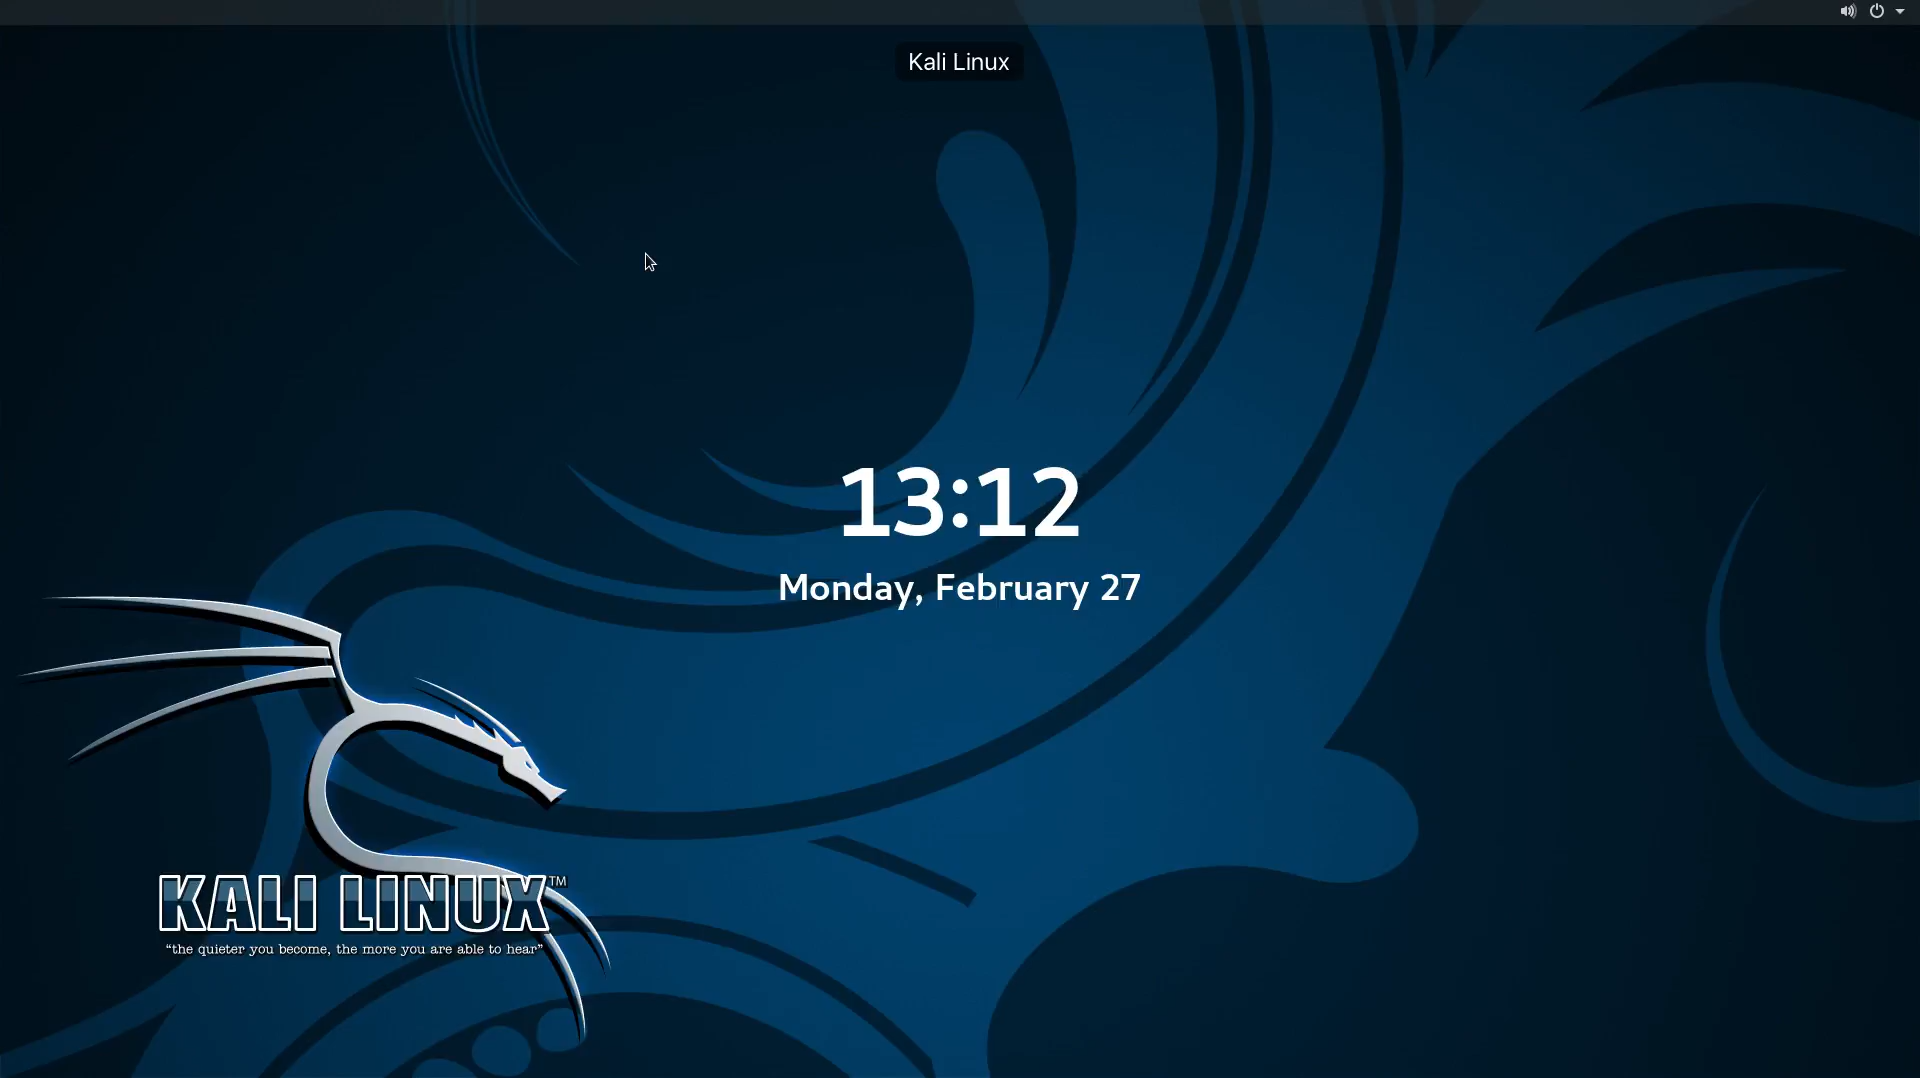 Kali Linux
13:12
Monday, February 27
KALI LINUX™
“the quieter you become, the more you are able to hear”